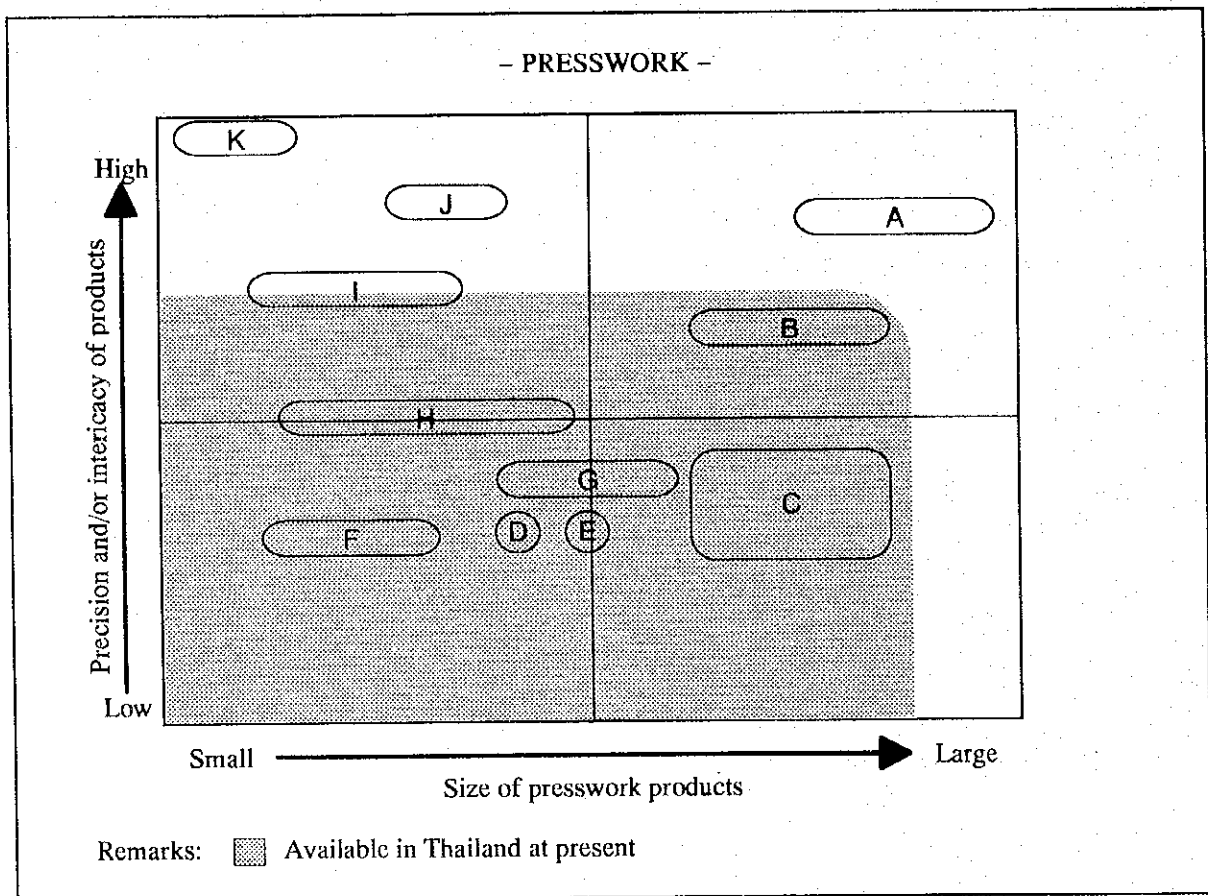 – PRESSWORK –
K
High
J
A
I
B
H
G
C
F
D
E
Precision and/or intericacy of products
Low
Small
Large
Size of presswork products
Remarks: Available in Thailand at present